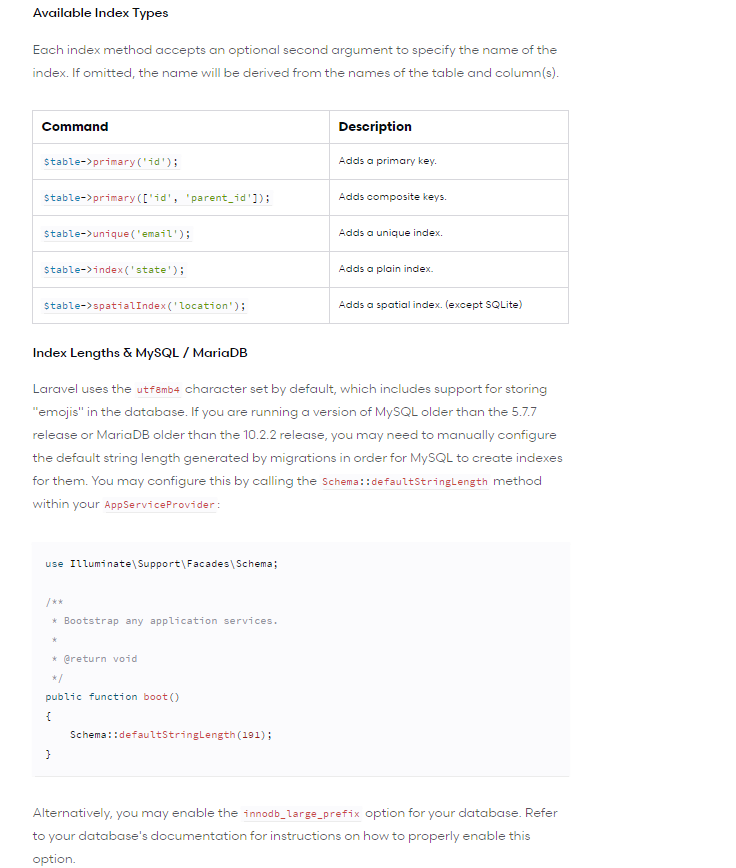 Available Index Types
Each index method accepts an optional second argument to specify the name of the
index. If omitted, the name will be derived from the names of the table and column(s).
Command Description
$table->primary('id'); Adds a primary key.
$table->primary(['id', 'parent_id']); Adds composite keys.
$table->unique('email'); Adds a unique index.
$table->index('state'); Adds a plain index.
$table->spatialIndex('location'); Adds a spatial index. (except SQLite)
Index Lengths & MySQL / MariaDB
Laravel uses the utf8mb4 character set by default, which includes support for storing
"emojis" in the database. If you are running a version of MySQL older than the 5.7.7
release or MariaDB older than the 10.2.2 release, you may need to manually configure
the default string length generated by migrations in order for MySQL to create indexes
for them. You may configure this by calling the Schema::defaultStringLength method
within your AppServiceProvider:
use Illuminate\Support\Facades\Schema;
/**
 * Bootstrap any application services.
 *
 * @return void
 */
public function boot()
{
    Schema::defaultStringLength(191);
}
Alternatively, you may enable the innodb_large_prefix option for your database. Refer
to your database's documentation for instructions on how to properly enable this
option.